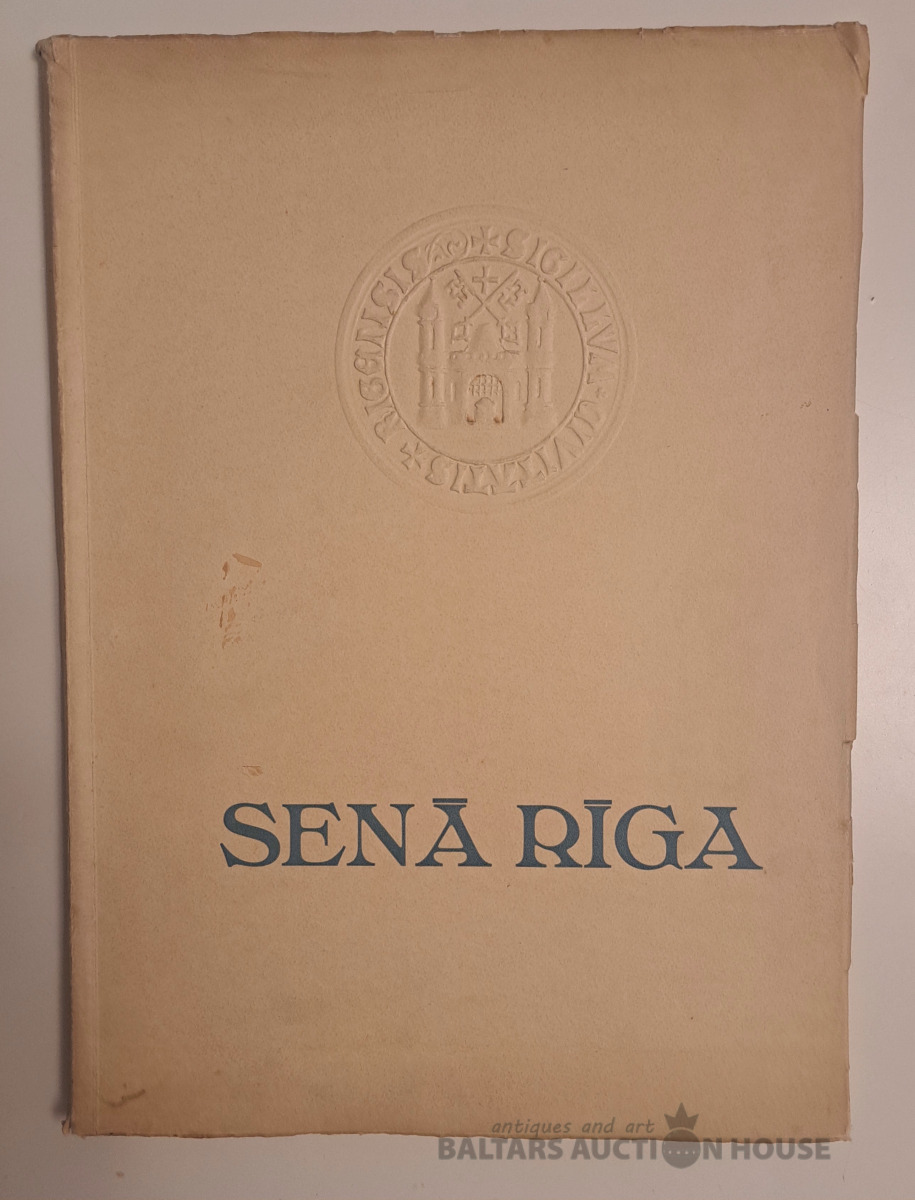 ✠ SIGILLVM · CIVITATIS ✠ RIGENSIS
SENĀ RĪGA
antiques and art
BALTARS AUCTION HOUSE